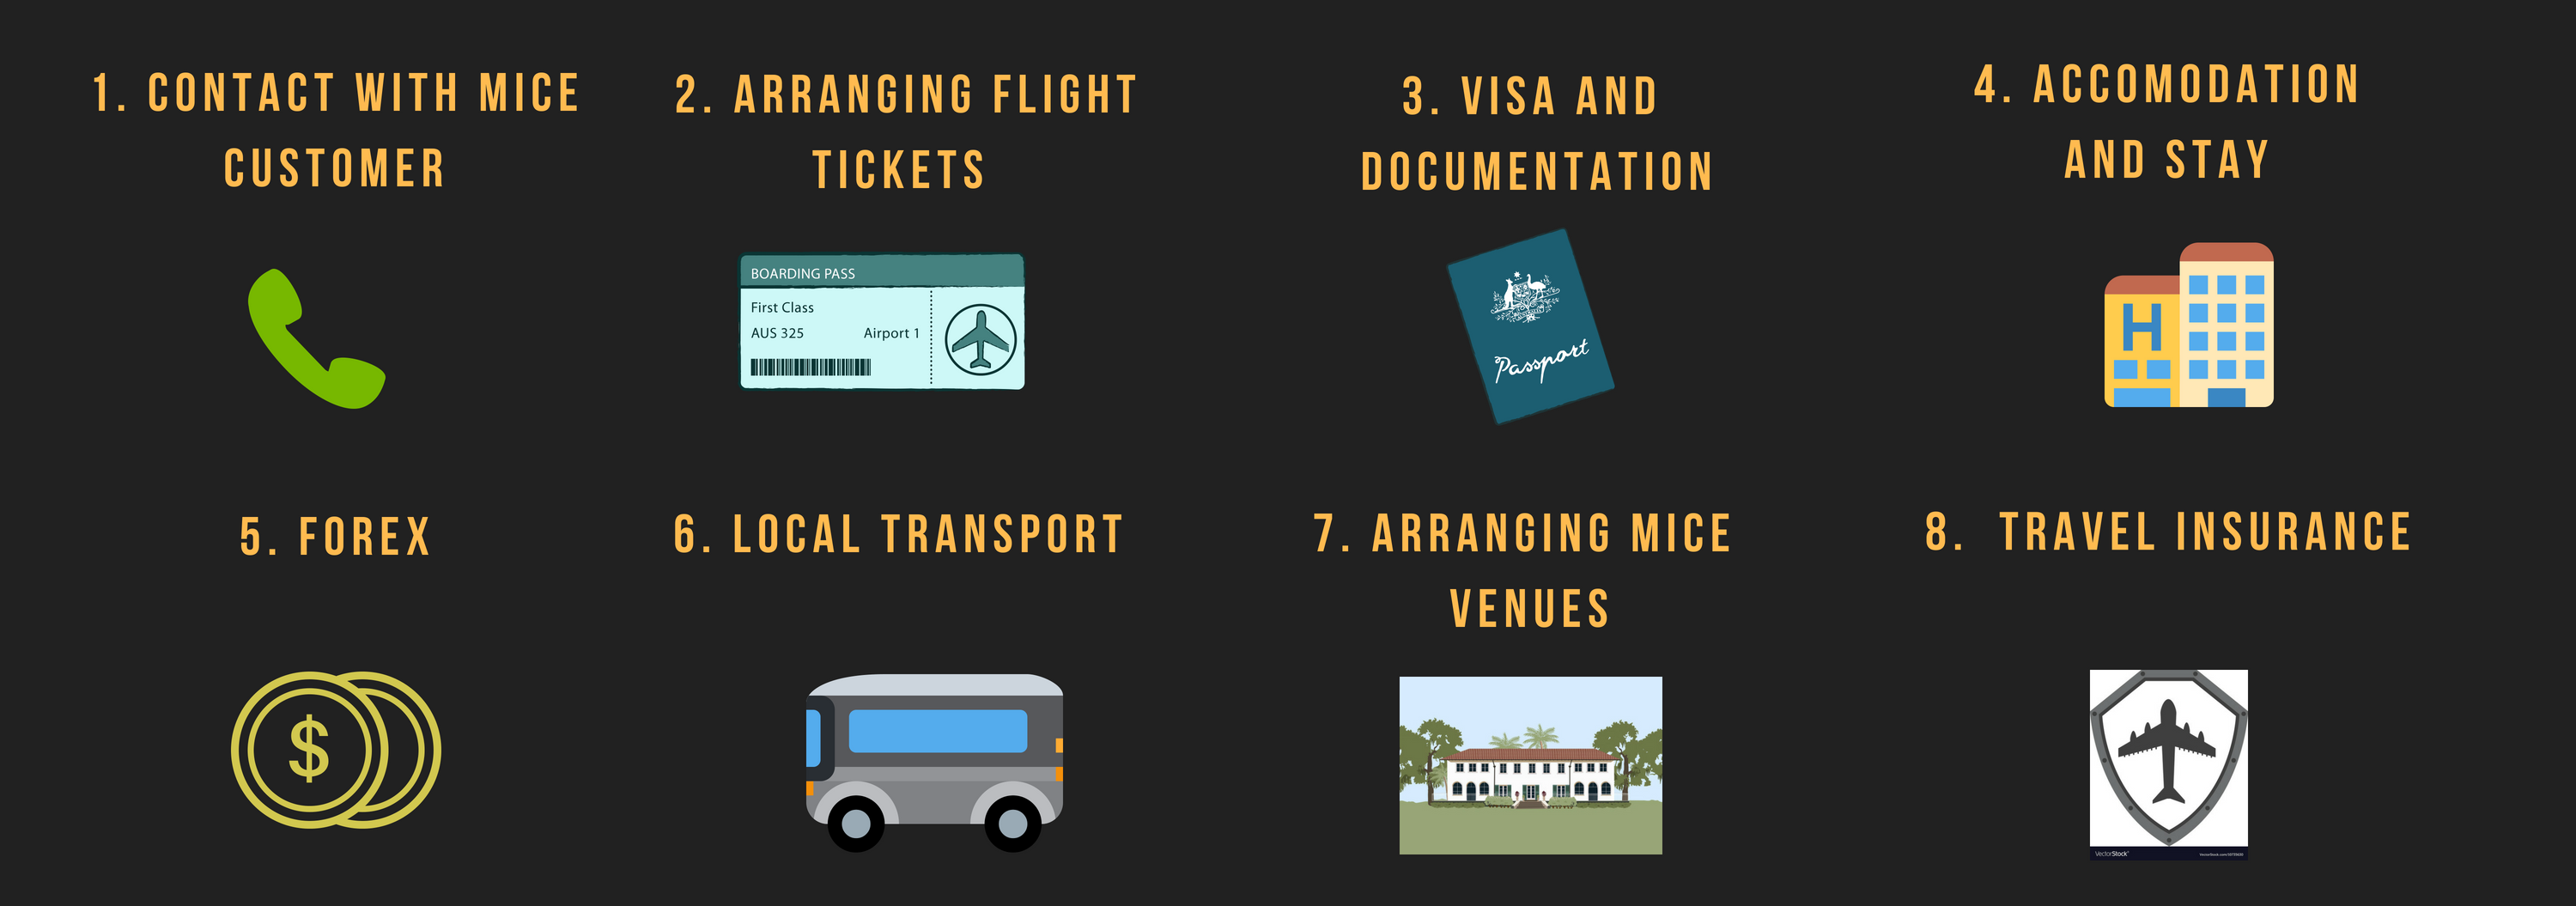 1. CONTACT WITH MICE
CUSTOMER
2. ARRANGING FLIGHT
TICKETS
3. VISA AND
DOCUMENTATION
4. ACCOMODATION
AND STAY
BOARDING PASS
First Class
AUS 325 Airport 1
Passport
H
5. FOREX
6. LOCAL TRANSPORT
7. ARRANGING MICE
VENUES
8. TRAVEL INSURANCE
$
VectorStock